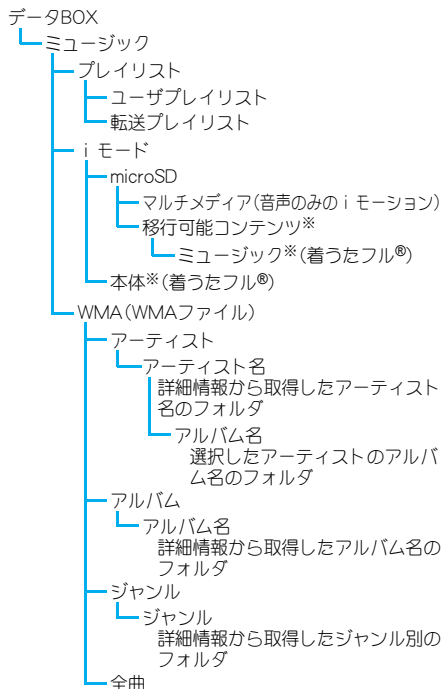 データBOX
ミュージック
プレイリスト
ユーザプレイリスト
転送プレイリスト
ｉモード
microSD
マルチメディア(音声のみのｉモーション)
移行可能コンテンツ※
ミュージック※(着うたフル®)
本体※(着うたフル®)
WMA(WMAファイル)
アーティスト
アーティスト名
詳細情報から取得したアーティスト
名のフォルダ
アルバム名
選択したアーティストのアルバ
ム名のフォルダ
アルバム
アルバム名
詳細情報から取得したアルバム名の
フォルダ
ジャンル
ジャンル
詳細情報から取得したジャンル別の
フォルダ
全曲